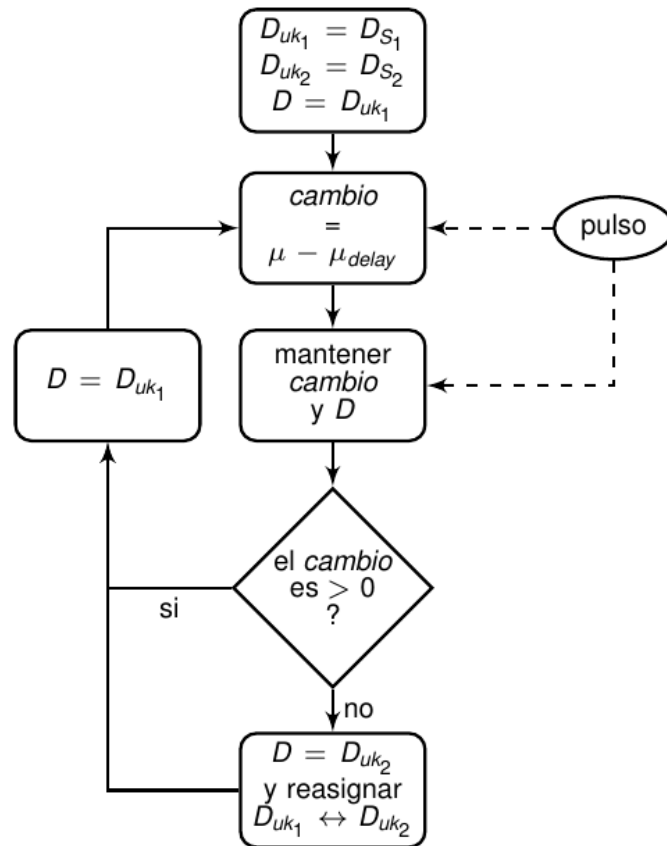 D_{uk_1} = D_{S_1}
D_{uk_2} = D_{S_2}
D = D_{uk_1}
cambio
=
μ − μ_{delay}
pulso
mantener
cambio
y D
D = D_{uk_1}
el cambio
es > 0
?
si
no
D = D_{uk_2}
y reasignar
D_{uk_1} ↔ D_{uk_2}